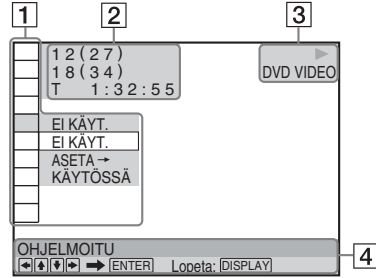 1 2 3
12(27)
18(34)
T 1:32:55
DVD VIDEO
EI KÄYT.
EI KÄYT.
ASETA →
KÄYTÖSSÄ
OHJELMOITU
← ↑ ↓ → ➡ ENTER Lopeta: DISPLAY
4